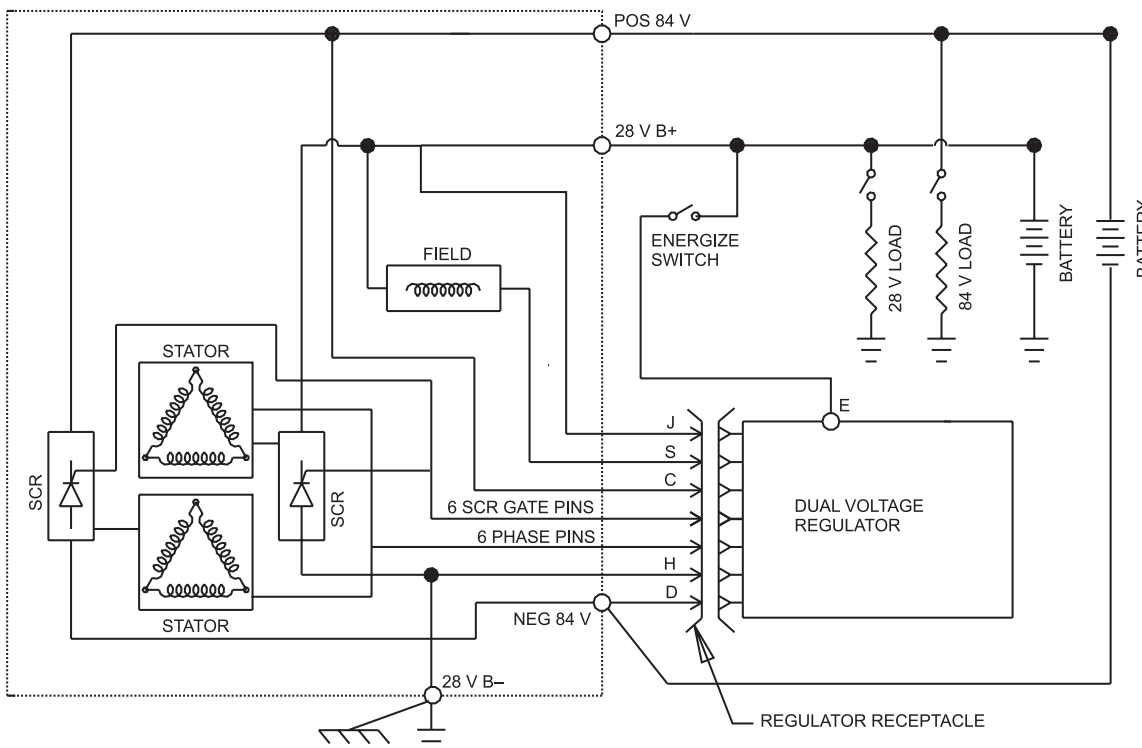 POS 84 V
28 V B+
ENERGIZE
SWITCH
28 V LOAD
84 V LOAD
BATTERY
BATTERY
FIELD
STATOR
SCR
SCR
STATOR
J
S
C
6 SCR GATE PINS
6 PHASE PINS
H
D
NEG 84 V
E
DUAL VOLTAGE
REGULATOR
28 V B–
REGULATOR RECEPTACLE